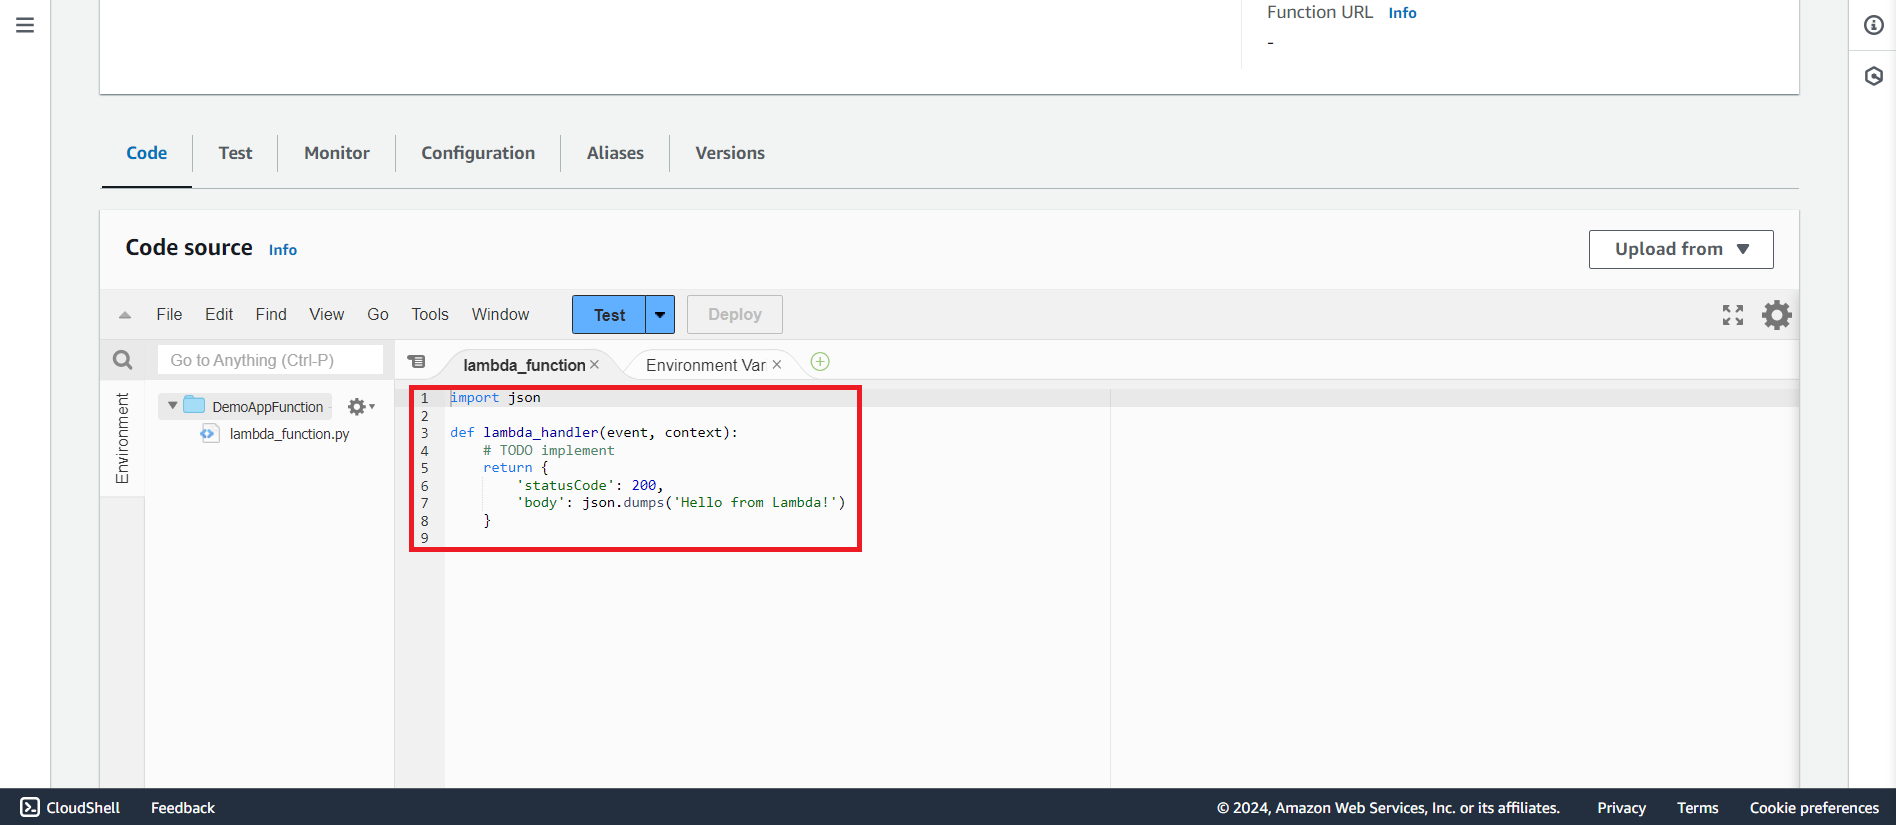 Function URL Info
-
Code Test Monitor Configuration Aliases Versions
Code source Info
Upload from
File Edit Find View Go Tools Window Test Deploy
Go to Anything (Ctrl-P)
lambda_function
Environment Var
Environment
DemoAppFunction
lambda_function.py
1 import json
2
3 def lambda_handler(event, context):
4     # TODO implement
5     return {
6         'statusCode': 200,
7         'body': json.dumps('Hello from Lambda!')
8     }
9
CloudShell Feedback © 2024, Amazon Web Services, Inc. or its affiliates. Privacy Terms Cookie preferences